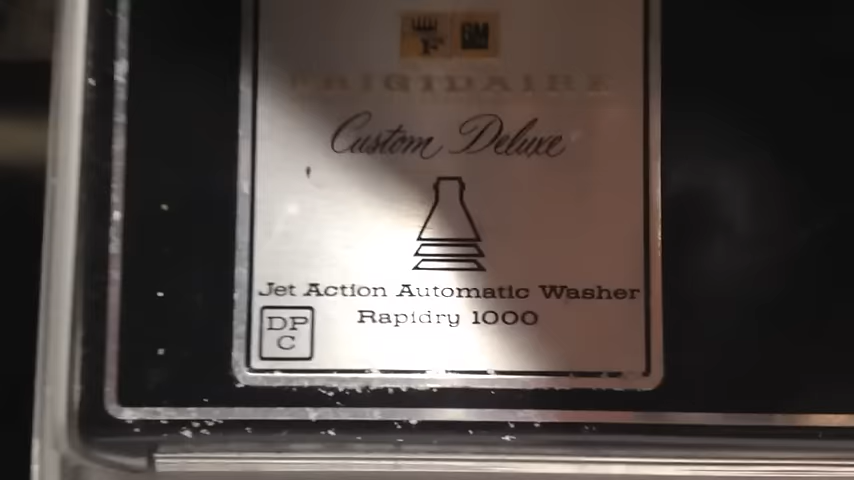 F GM
FRIGIDAIRE
Custom Deluxe
Jet Action Automatic Washer
Rapidry 1000
DP
C